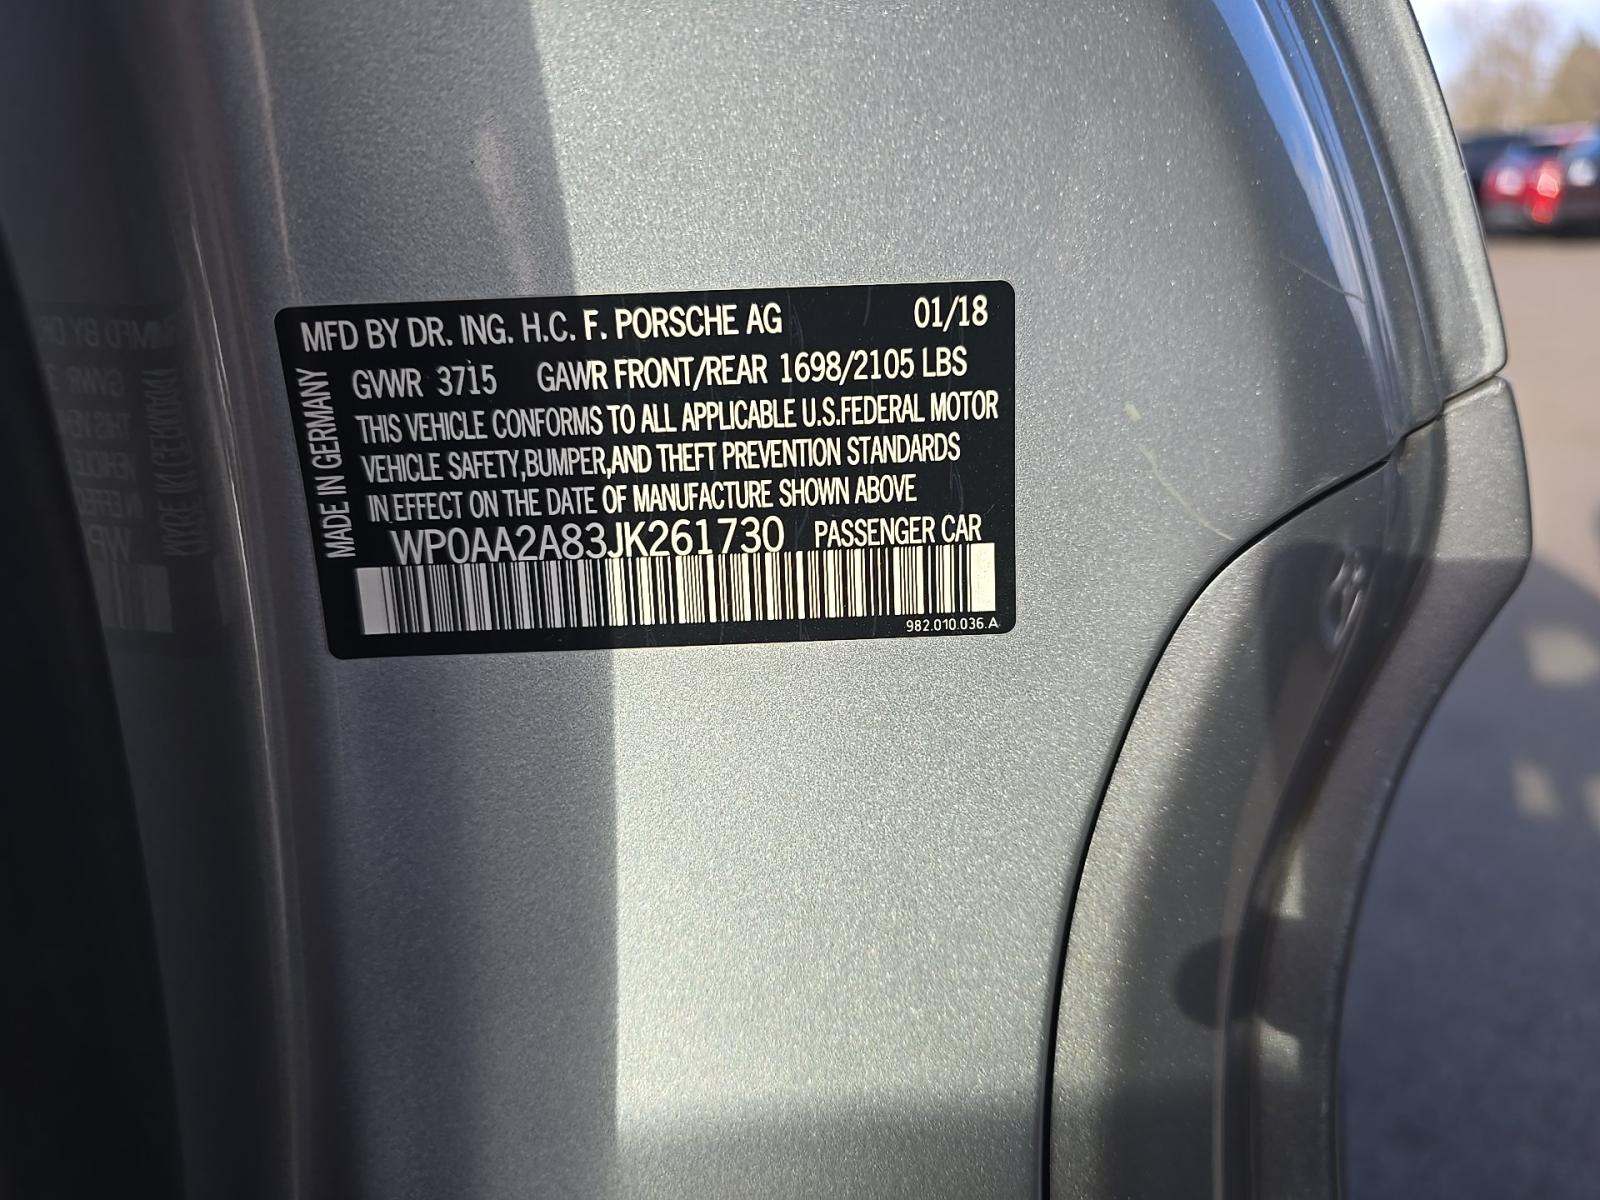 MFD BY DR. ING. H.C. F. PORSCHE AG 01/18
GVWR 3715 GAWR FRONT/REAR 1698/2105 LBS
THIS VEHICLE CONFORMS TO ALL APPLICABLE U.S.FEDERAL MOTOR
VEHICLE SAFETY,BUMPER,AND THEFT PREVENTION STANDARDS
IN EFFECT ON THE DATE OF MANUFACTURE SHOWN ABOVE
WP0AA2A83JK261730 PASSENGER CAR
982.010.036.A
MADE IN GERMANY